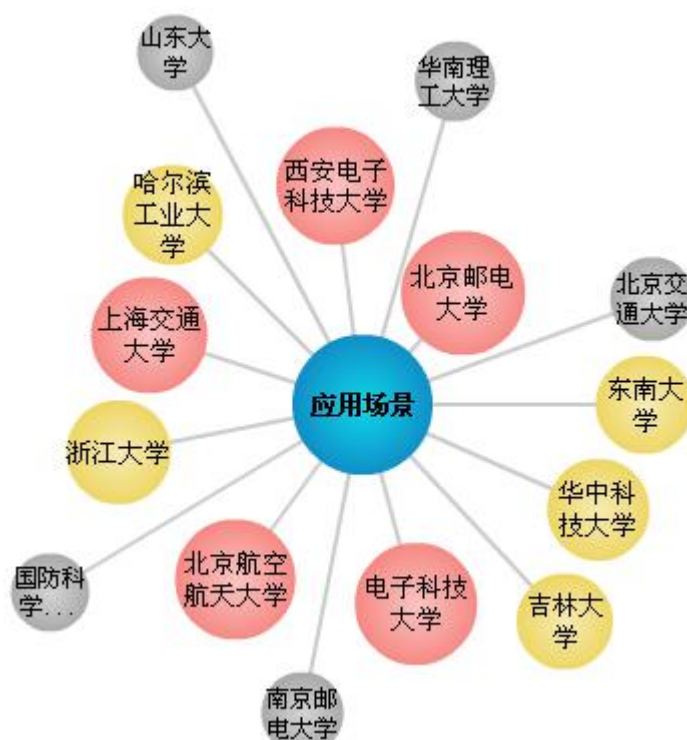 山东大
学
华南理
工大学
西安电子
科技大学
哈尔滨
工业大
学
北京邮电
大学
北京交
通大学
上海交通
大学
应用场景
东南大
学
浙江大学
华中科
技大学
国防科
学...
北京航空
航天大学
电子科技
大学
吉林大
学
南京邮
电大学